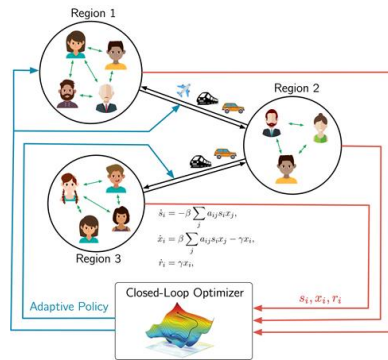 Region 1
Region 2
Region 3
ṡᵢ = −β ∑ⱼ aᵢⱼsᵢxⱼ,
ẋᵢ = β ∑ⱼ aᵢⱼsᵢxⱼ − γxᵢ,
ṙᵢ = γxᵢ,
sᵢ, xᵢ, rᵢ
Adaptive Policy
Closed-Loop Optimizer